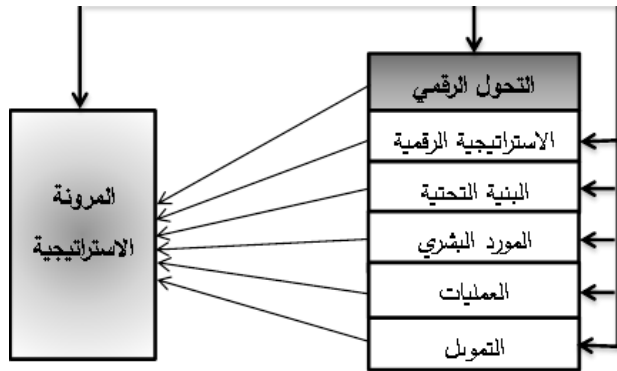 التحول الرقمي
الاستراتيجية الرقمية
البنية التحتية
المورد البشري
العمليات
التمويل
المرونة
الاستراتيجية